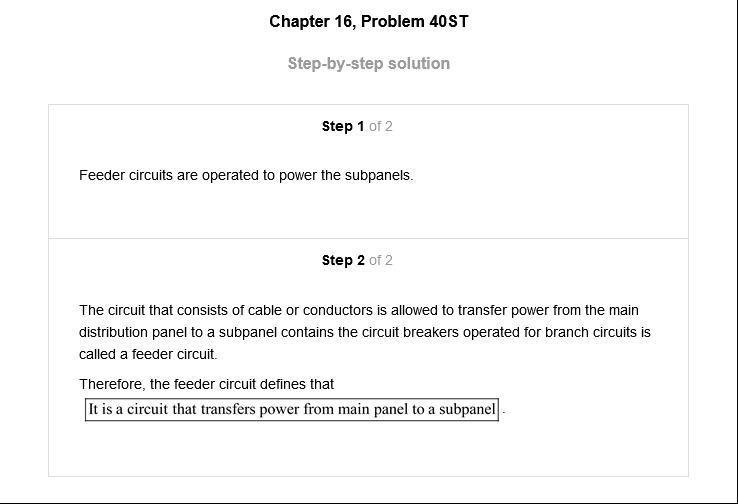 Chapter 16, Problem 40ST
Step-by-step solution
Step 1 of 2
Feeder circuits are operated to power the subpanels.
Step 2 of 2
The circuit that consists of cable or conductors is allowed to transfer power from the main
distribution panel to a subpanel contains the circuit breakers operated for branch circuits is
called a feeder circuit.
Therefore, the feeder circuit defines that
It is a circuit that transfers power from main panel to a subpanel .